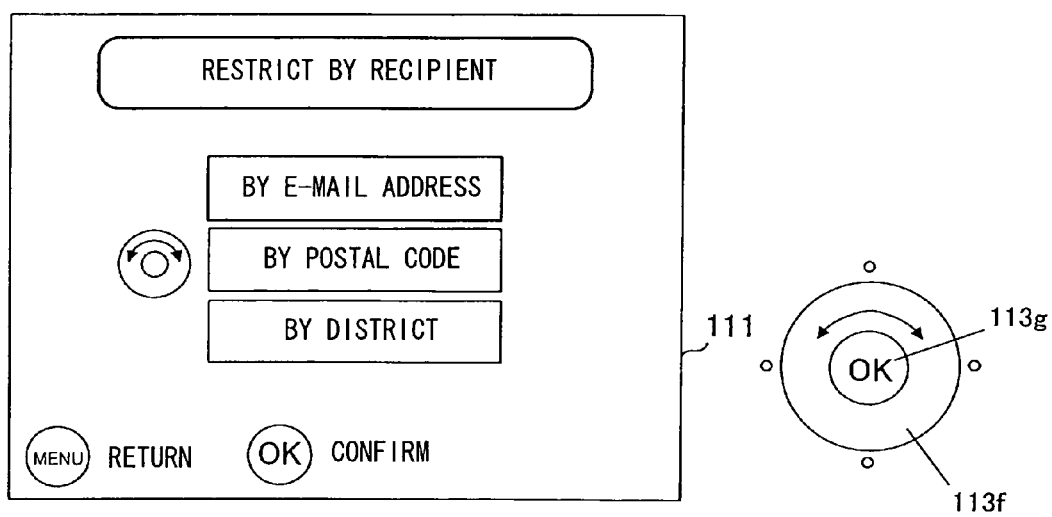 RESTRICT BY RECIPIENT
BY E-MAIL ADDRESS
BY POSTAL CODE
BY DISTRICT
MENU RETURN OK CONFIRM
111
OK
113g
113f